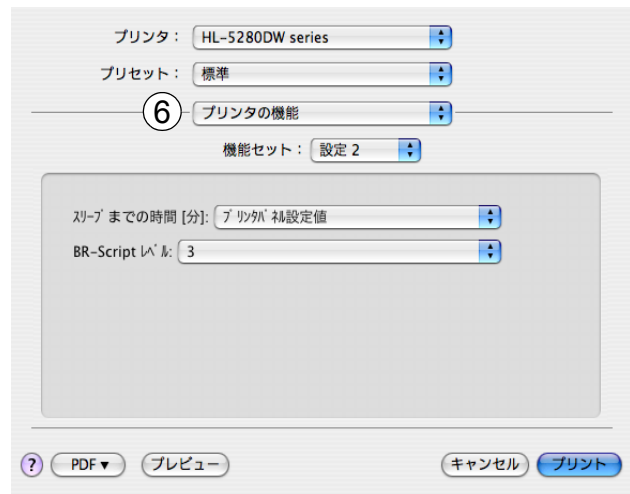 プリンタ： HL-5280DW series
プリセット： 標準
⑥ プリンタの機能
機能セット： 設定 2
ｽﾘｰﾌﾟまでの時間 [分]: ﾌﾟﾘﾝﾀﾊﾟﾈﾙ設定値
BR-Script ﾚﾍﾞﾙ: 3
? PDF▼ プレビュー キャンセル プリント